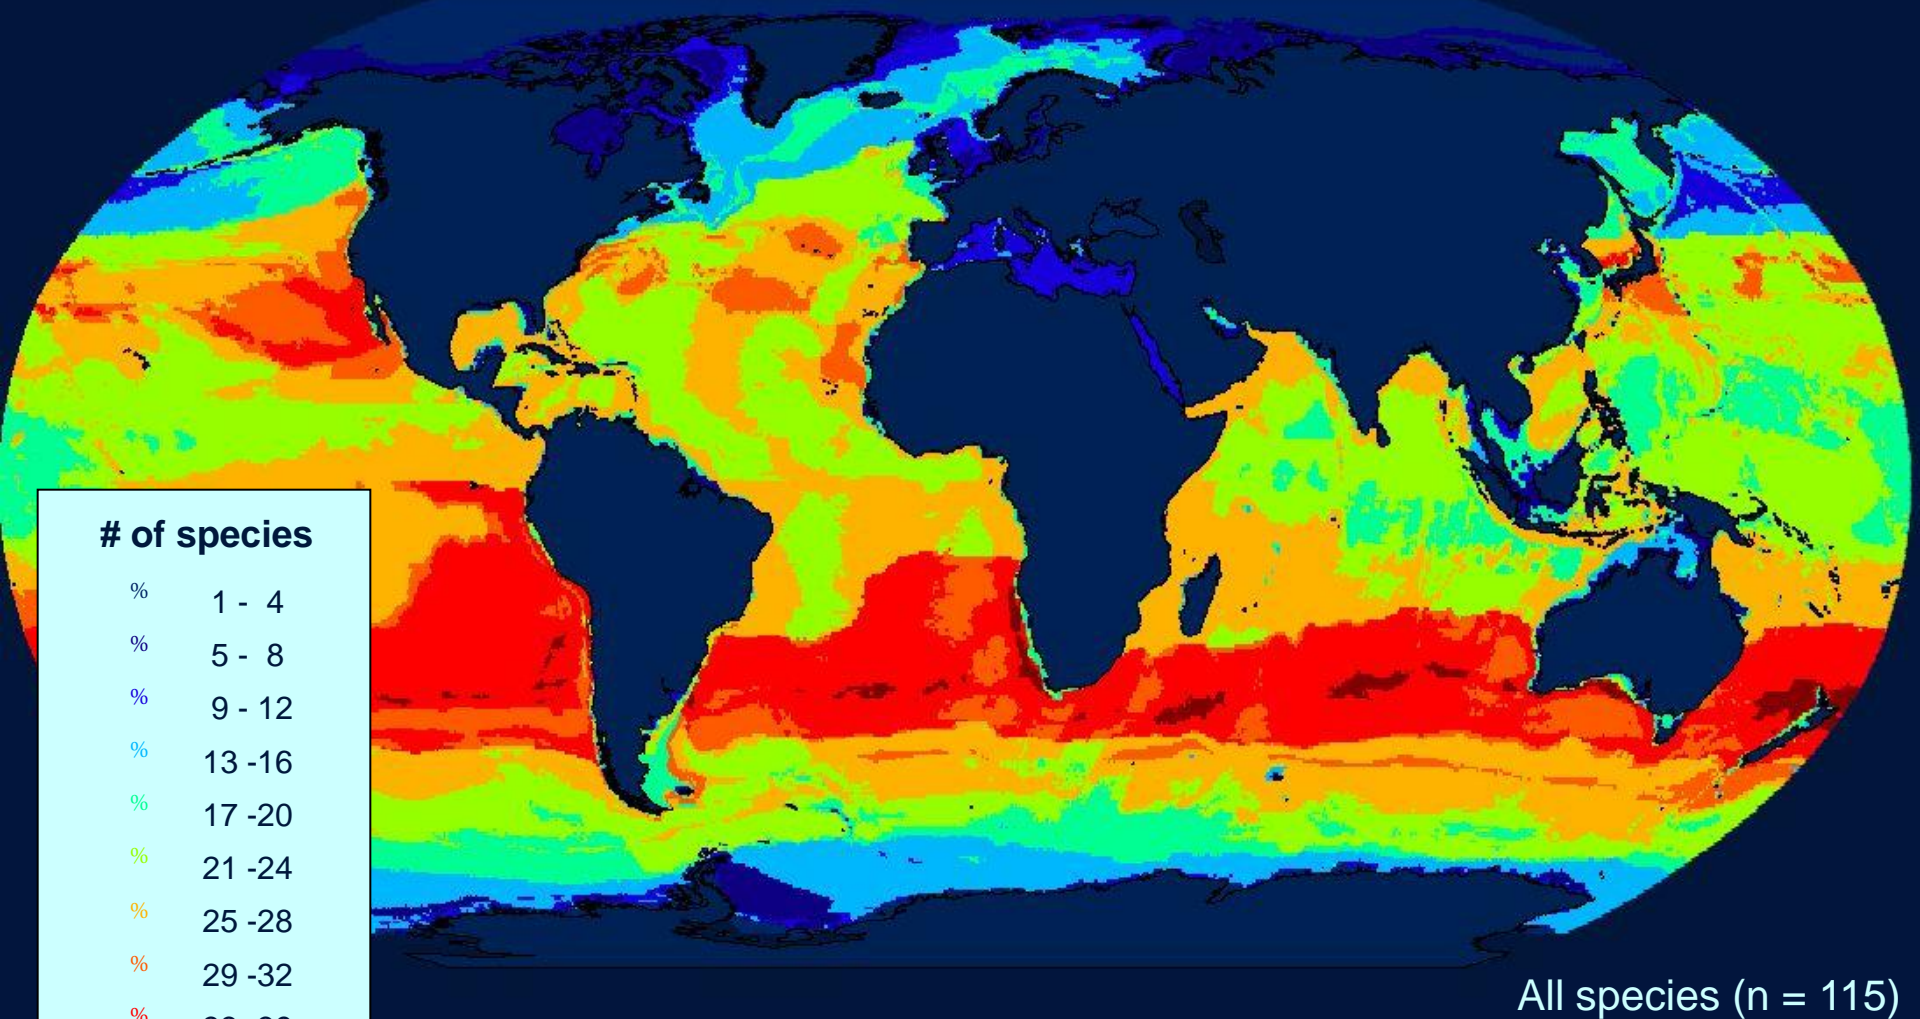 # of species
% 1 - 4
% 5 - 8
% 9 - 12
% 13 -16
% 17 -20
% 21 -24
% 25 -28
% 29 -32
%
All species (n = 115)